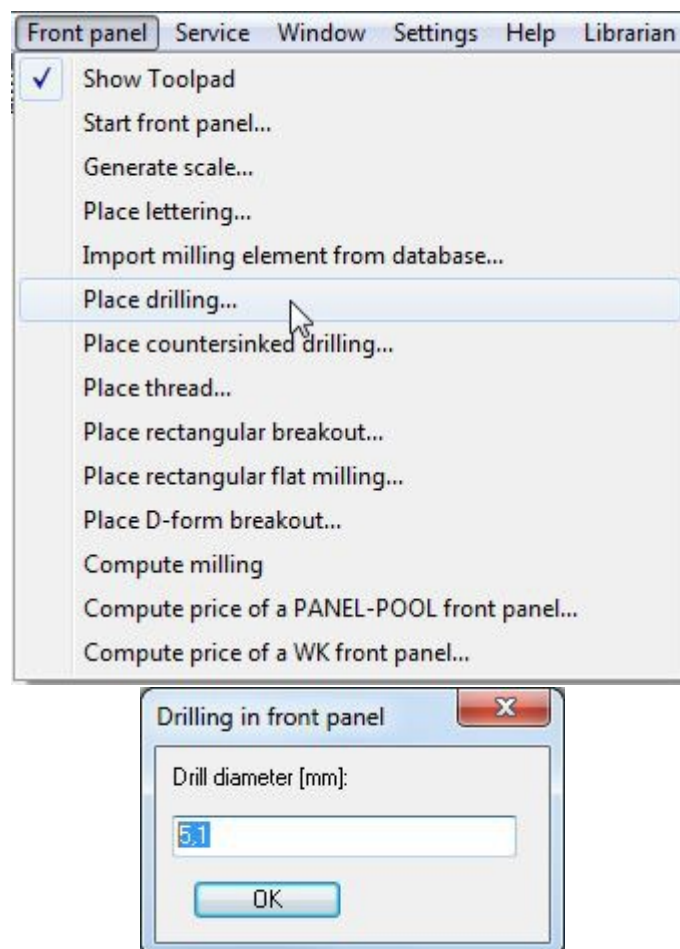 Front panel Service Window Settings Help Librarian
Show Toolpad
Start front panel...
Generate scale...
Place lettering...
Import milling element from database...
Place drilling...
Place countersinked drilling...
Place thread...
Place rectangular breakout...
Place rectangular flat milling...
Place D-form breakout...
Compute milling
Compute price of a PANEL-POOL front panel...
Compute price of a WK front panel...
Drilling in front panel
Drill diameter [mm]:
5,1
OK